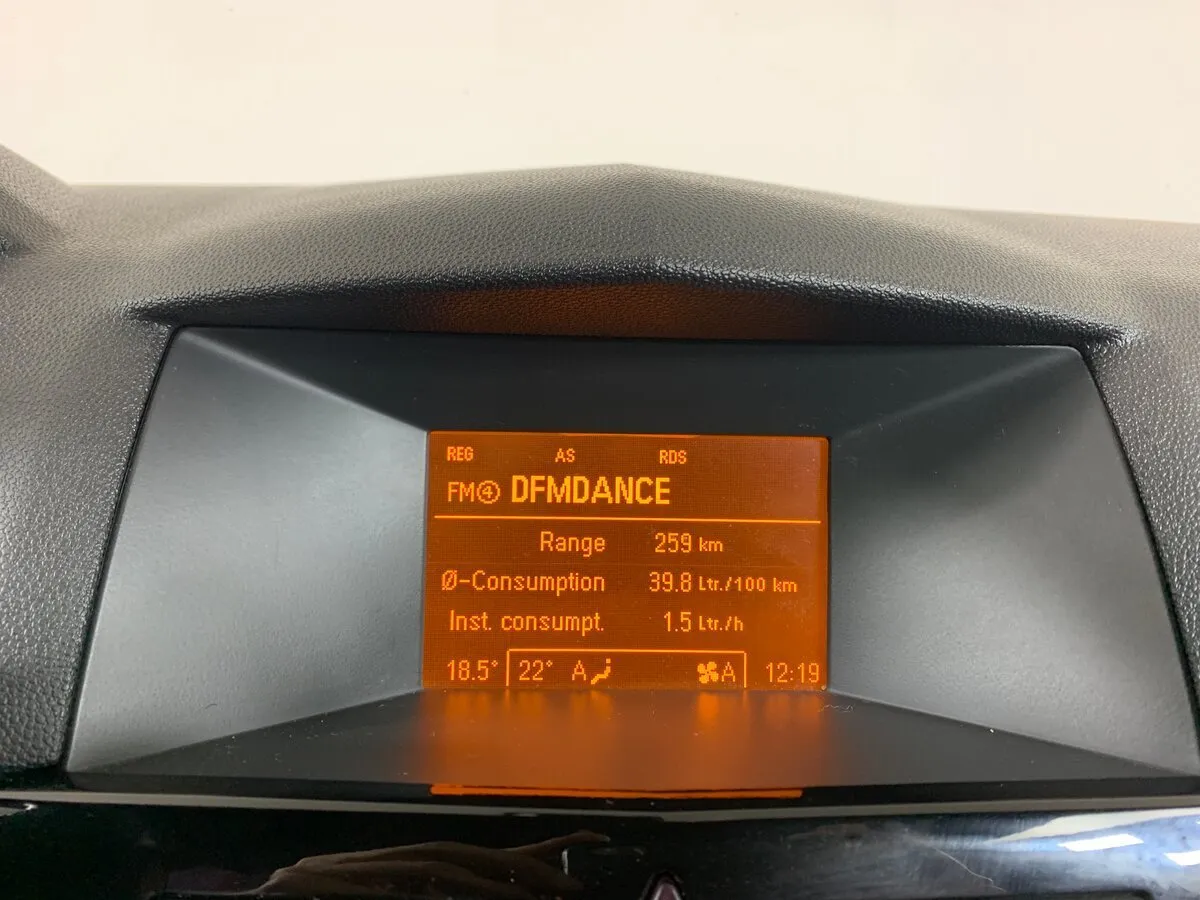 REG AS RDS
FM④ DFMDANCE
Range 259 km
Ø-Consumption 39.8 Ltr./100 km
Inst. consumpt. 1.5 Ltr./h
18.5° 22° A A 12:19